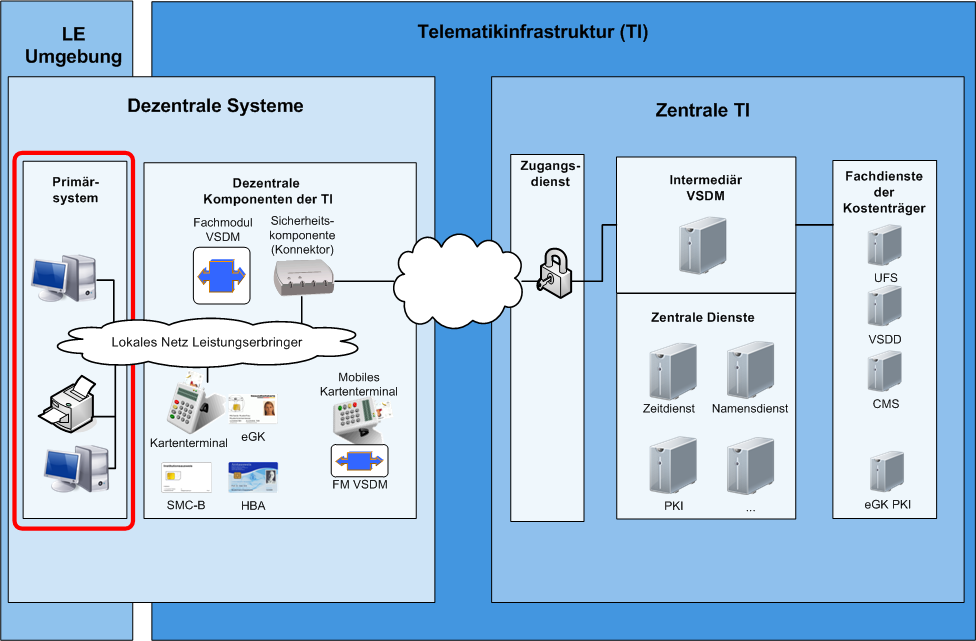 LE
Umgebung
Telematikinfrastruktur (TI)
Dezentrale Systeme
Zentrale TI
Primär-
system
Dezentrale
Komponenten der TI
Fachmodul
VSDM
Sicherheits-
komponente
(Konnektor)
Lokales Netz Leistungserbringer
Kartenterminal
eGK
Mobiles
Kartenterminal
FM VSDM
SMC-B
HBA
Zugangs-
dienst
Intermediär
VSDM
Zentrale Dienste
Zeitdienst
Namensdienst
PKI
...
Fachdienste
der
Kostenträger
UFS
VSDD
CMS
eGK PKI